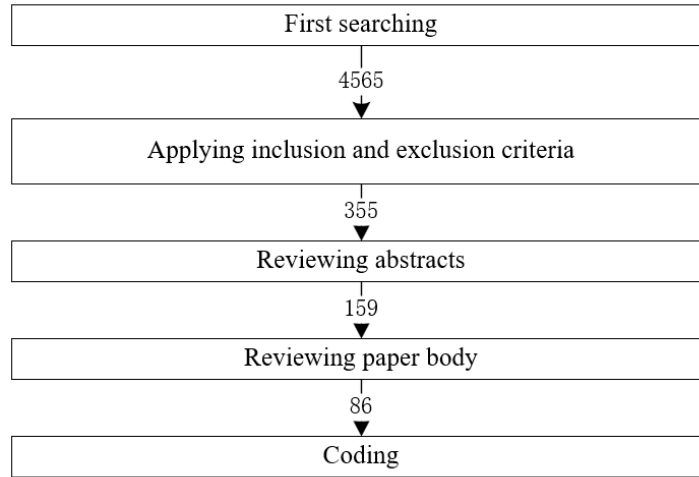 First searching
4565
Applying inclusion and exclusion criteria
355
Reviewing abstracts
159
Reviewing paper body
86
Coding